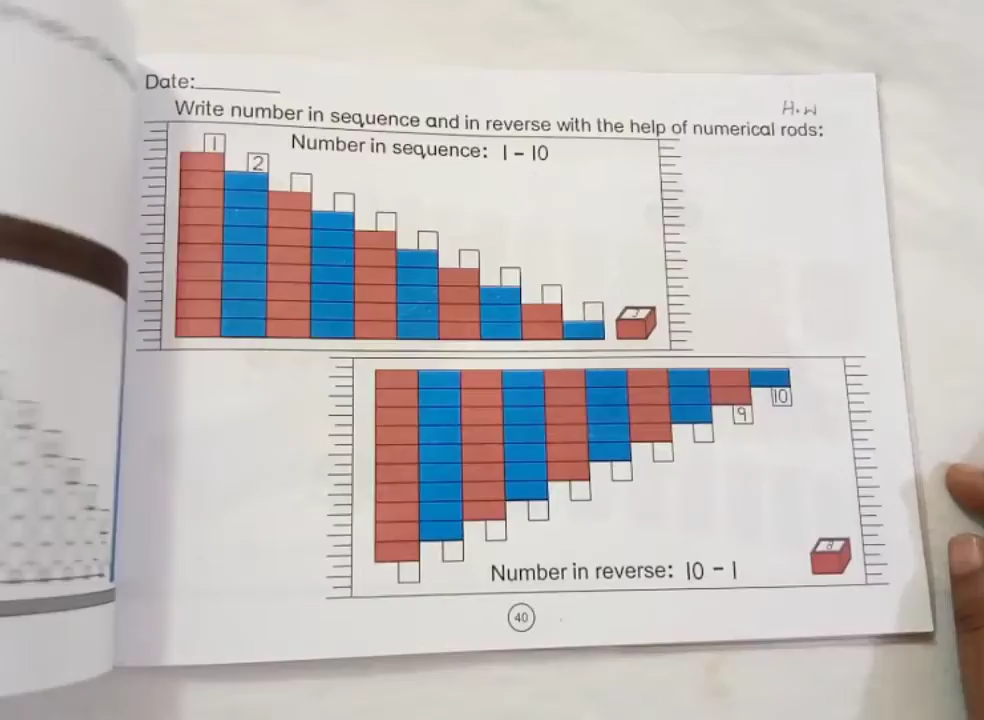 Date:
H.W
Write number in sequence and in reverse with the help of numerical rods:
Number in sequence: 1 – 10
1
2
9
10
Number in reverse: 10 – 1
40